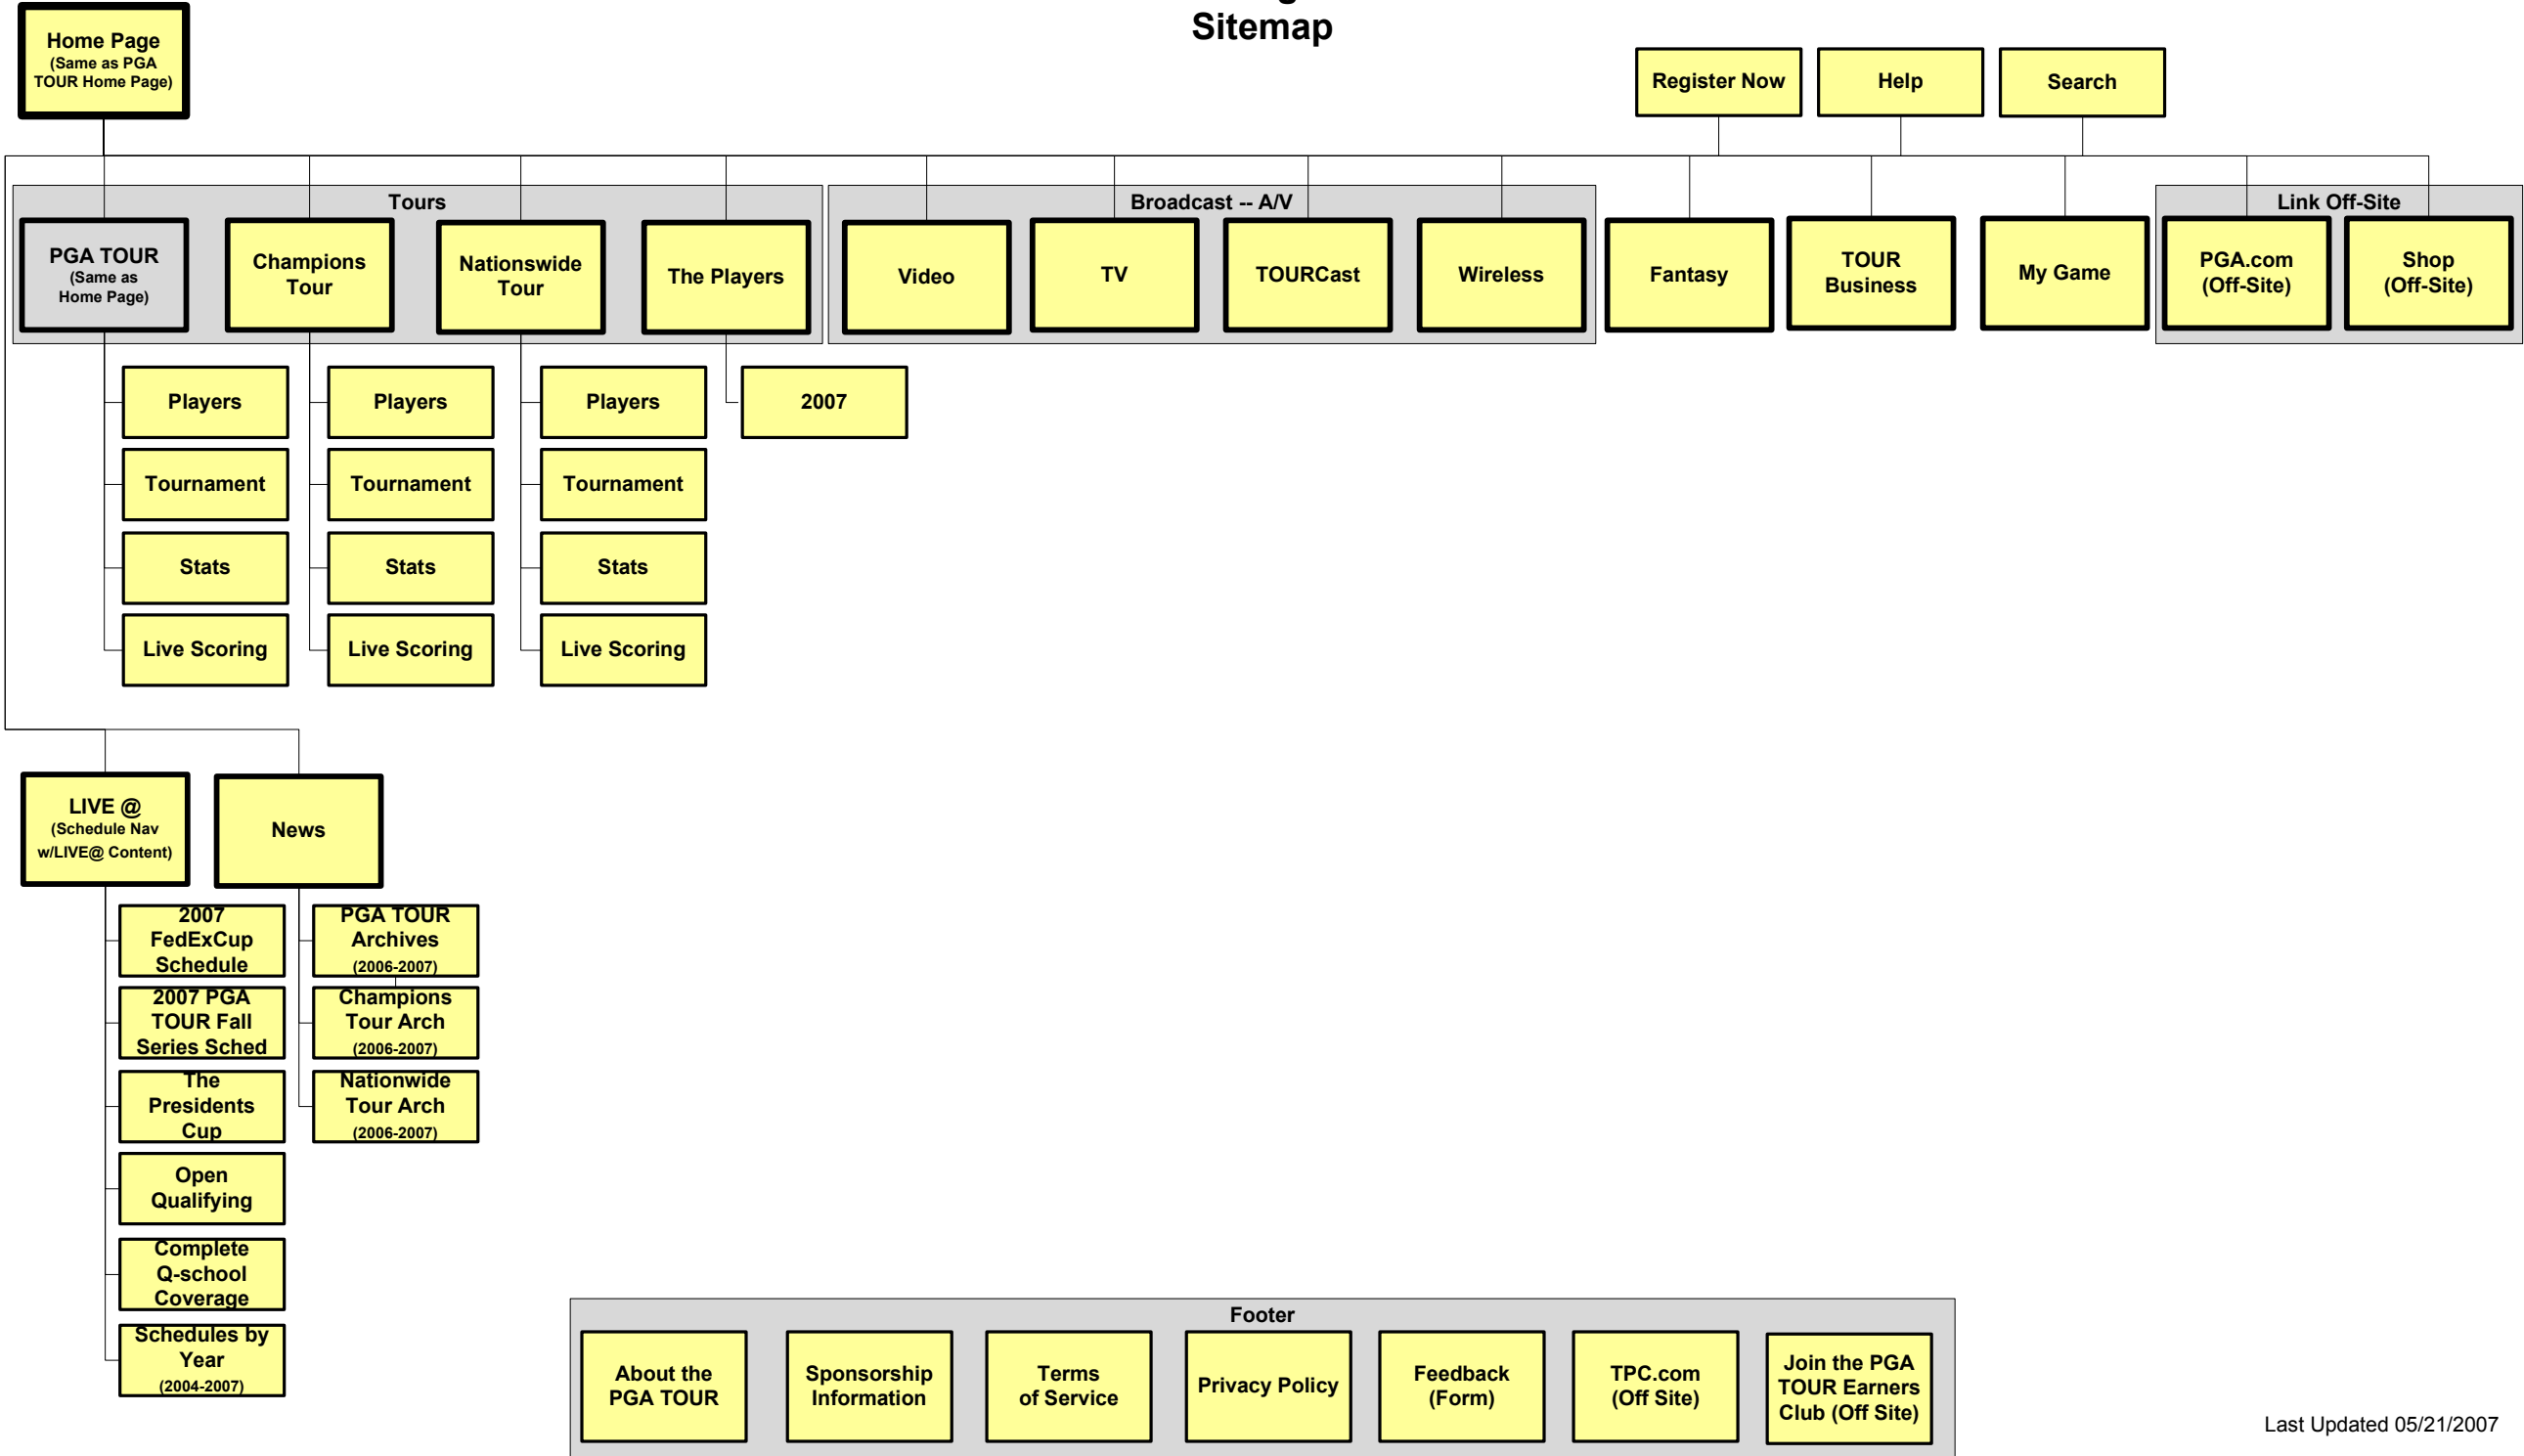 Sitemap
Home Page
(Same as PGA
TOUR Home Page)
Register Now
Help
Search
Tours
Broadcast -- A/V
Link Off-Site
PGA TOUR
(Same as
Home Page)
Champions
Tour
Nationswide
Tour
The Players
Video
TV
TOURCast
Wireless
Fantasy
TOUR
Business
My Game
PGA.com
(Off-Site)
Shop
(Off-Site)
Players
Players
Players
2007
Tournament
Tournament
Tournament
Stats
Stats
Stats
Live Scoring
Live Scoring
Live Scoring
LIVE @
(Schedule Nav
w/LIVE@ Content)
News
2007
FedExCup
Schedule
PGA TOUR
Archives
(2006-2007)
2007 PGA
TOUR Fall
Series Sched
Champions
Tour Arch
(2006-2007)
The
Presidents
Cup
Nationwide
Tour Arch
(2006-2007)
Open
Qualifying
Complete
Q-school
Coverage
Schedules by
Year
(2004-2007)
Footer
About the
PGA TOUR
Sponsorship
Information
Terms
of Service
Privacy Policy
Feedback
(Form)
TPC.com
(Off Site)
Join the PGA
TOUR Earners
Club (Off Site)
Last Updated 05/21/2007